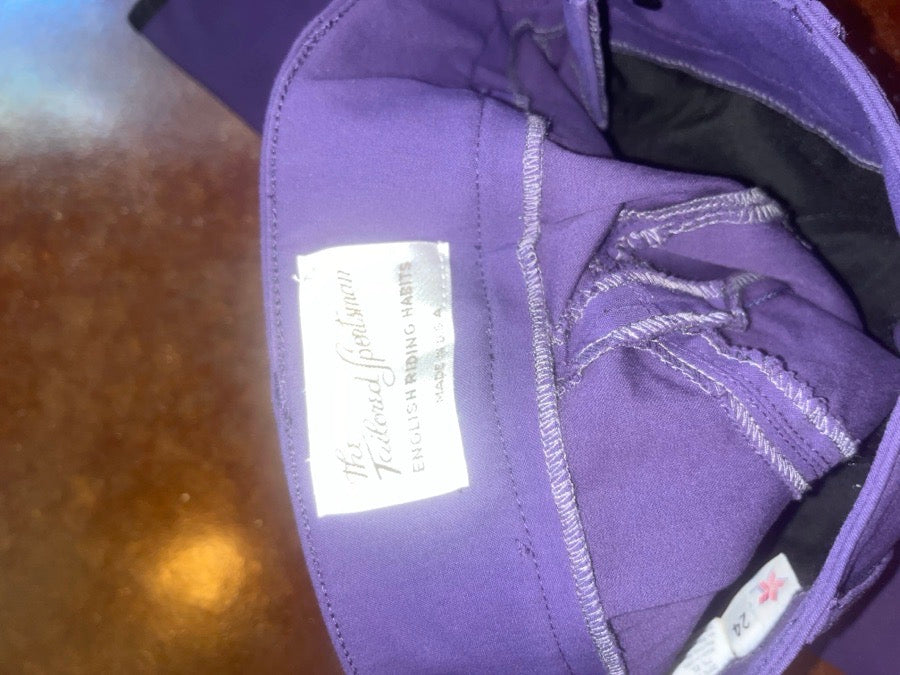 The
Tailored Sportsman
ENGLISH RIDING HABITS
MADE IN U.S.A.
24